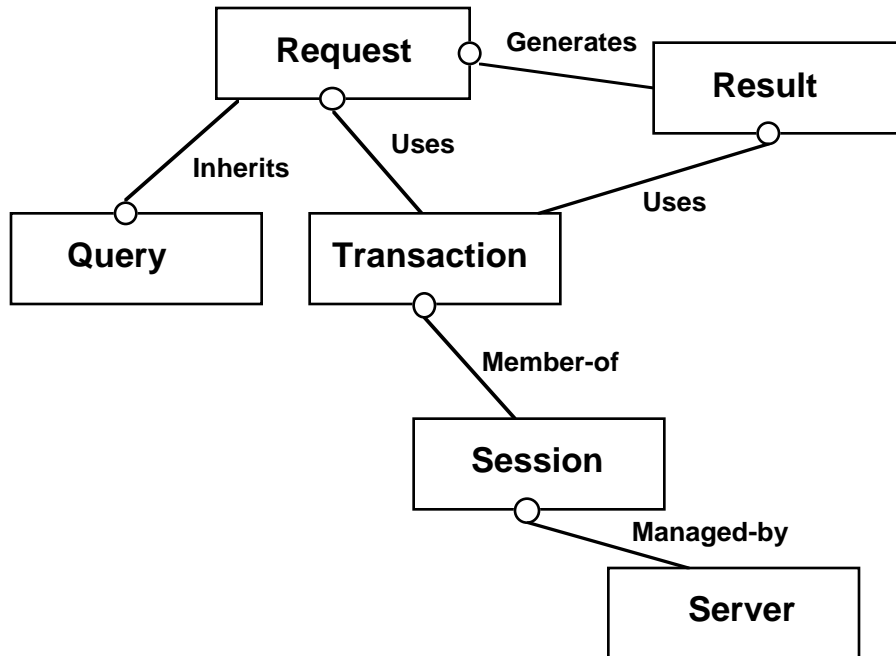 Request
Generates
Result
Inherits
Uses
Uses
Query
Transaction
Member-of
Session
Managed-by
Server